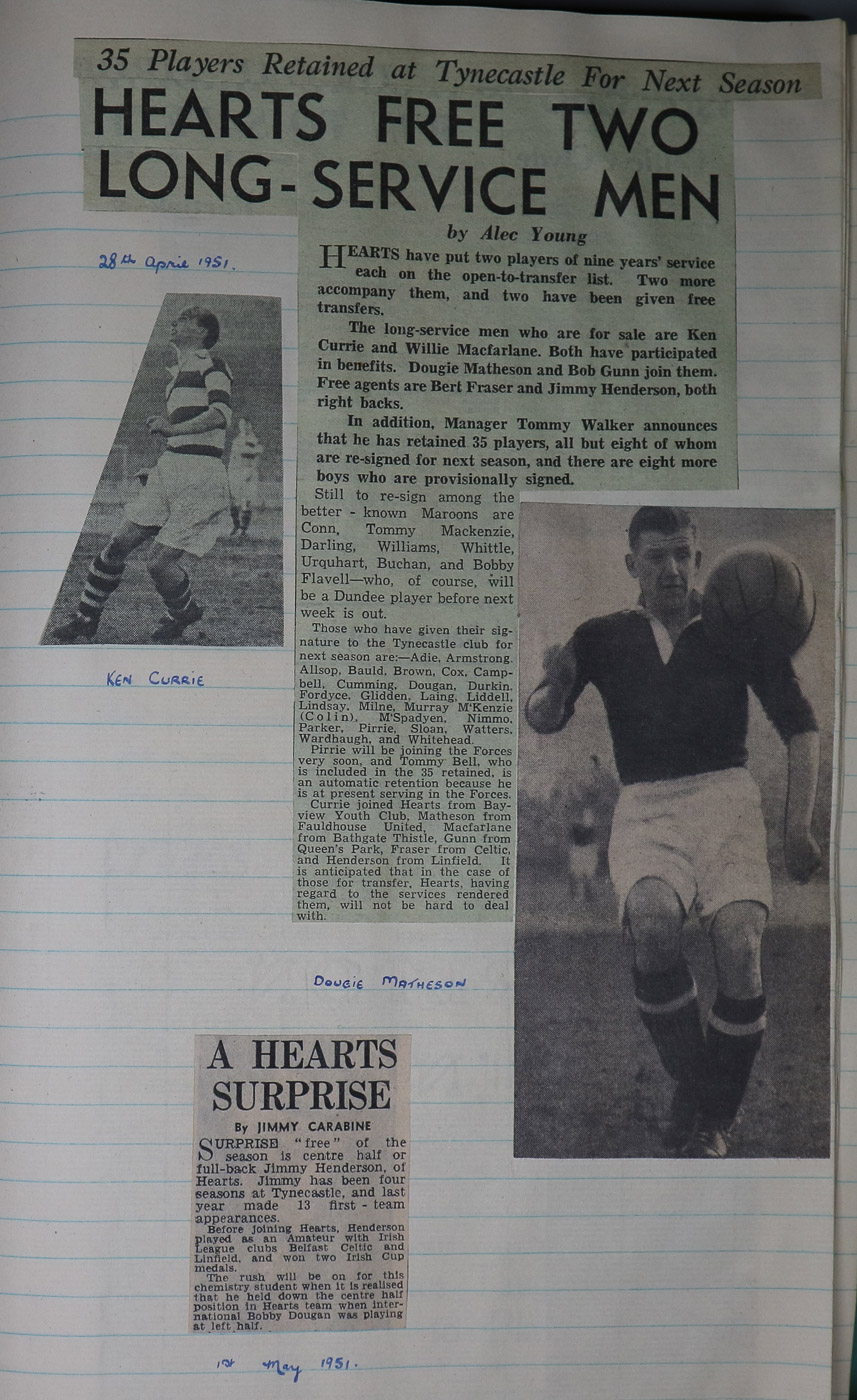 35 Players Retained at Tynecastle For Next Season
HEARTS FREE TWO
LONG-SERVICE MEN
by Alec Young
28th April 1951.
HEARTS have put two players of nine years' service
each on the open-to-transfer list. Two more
accompany them, and two have been given free
transfers.
The long-service men who are for sale are Ken
Currie and Willie Macfarlane. Both have participated
in benefits. Dougie Matheson and Bob Gunn join them.
Free agents are Bert Fraser and Jimmy Henderson, both
right backs.
In addition, Manager Tommy Walker announces
that he has retained 35 players, all but eight of whom
are re-signed for next season, and there are eight more
boys who are provisionally signed.
Still to re-sign among the
better - known Maroons are
Conn, Tommy Mackenzie,
Darling, Williams, Whittle,
Urquhart, Buchan, and Bobby
Flavell—who, of course, will
be a Dundee player before next
week is out.
Those who have given their sig-
nature to the Tynecastle club for
next season are:—Adie, Armstrong.
Allsop, Bauld, Brown, Cox, Camp-
bell, Cumming, Dougan, Durkin.
Fordyce, Glidden, Laing, Liddell,
Lindsay, Milne, Murray M'Kenzie
(Colin), M'Spadyen, Nimmo.
Parker, Pirrie, Sloan, Watters.
Wardhaugh, and Whitehead.
Pirrie will be joining the Forces
very soon, and Tommy Bell, who
is included in the 35 retained, is
an automatic retention because he
is at present serving in the Forces.
Currie joined Hearts from Bay-
view Youth Club, Matheson from
Fauldhouse United, Macfarlane
from Bathgate Thistle, Gunn from
Queen's Park, Fraser from Celtic,
and Henderson from Linfield. It
is anticipated that in the case of
those for transfer, Hearts, having
regard to the services rendered
them, will not be hard to deal
with.
KEN CURRIE
DOUGIE MATHESON
A HEARTS
SURPRISE
By JIMMY CARABINE
SURPRISE "free" of the
season is centre half or
full-back Jimmy Henderson, of
Hearts. Jimmy has been four
seasons at Tynecastle, and last
year made 13 first - team
appearances.
Before joining Hearts, Henderson
played as an Amateur with Irish
League clubs Belfast Celtic and
Linfield, and won two Irish Cup
medals.
The rush will be on for this
chemistry student when it is realised
that he held down the centre half
position in Hearts team when inter-
national Bobby Dougan was playing
at left half.
1st May 1951.